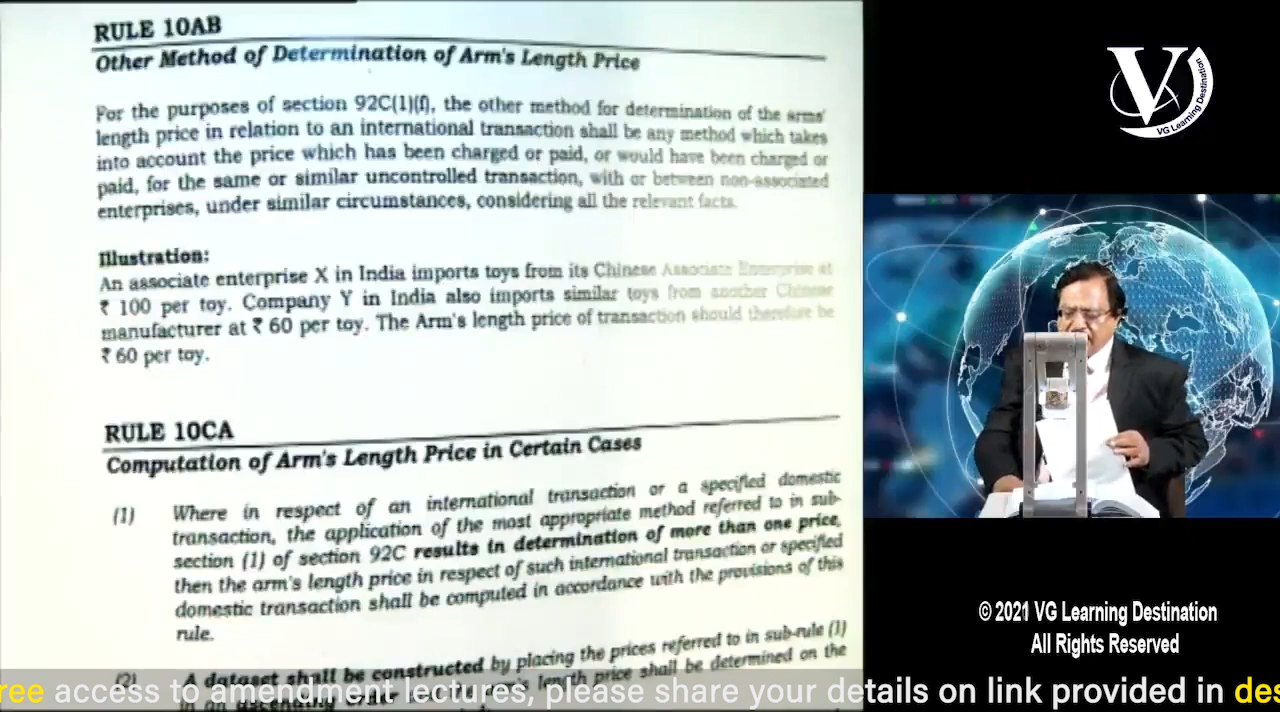 RULE 10AB
Other Method of Determination of Arm's Length Price
For the purposes of section 92C(1)(f), the other method for determination of the arms'
length price in relation to an international transaction shall be any method which takes
into account the price which has been charged or paid, or would have been charged or
paid, for the same or similar uncontrolled transaction, with or between non-associated
enterprises, under similar circumstances, considering all the relevant facts.
Illustration:
An associate enterprise X in India imports toys from its Chinese Associate Enterprise at
₹ 100 per toy. Company Y in India also imports similar toys from another Chinese
manufacturer at ₹ 60 per toy. The Arm's length price of transaction should therefore be
₹ 60 per toy.
RULE 10CA
Computation of Arm's Length Price in Certain Cases
(1) Where in respect of an international transaction or a specified domestic
transaction, the application of the most appropriate method referred to in sub-
section (1) of section 92C results in determination of more than one price,
then the arm's length price in respect of such international transaction or specified
domestic transaction shall be computed in accordance with the provisions of this
rule.
(2) A dataset shall be constructed by placing the prices referred to in sub-rule (1)
in an ascending order length price shall be determined on the
V
VG Learning Destination
© 2021 VG Learning Destination
All Rights Reserved
ree access to amendment lectures, please share your details on link provided in des